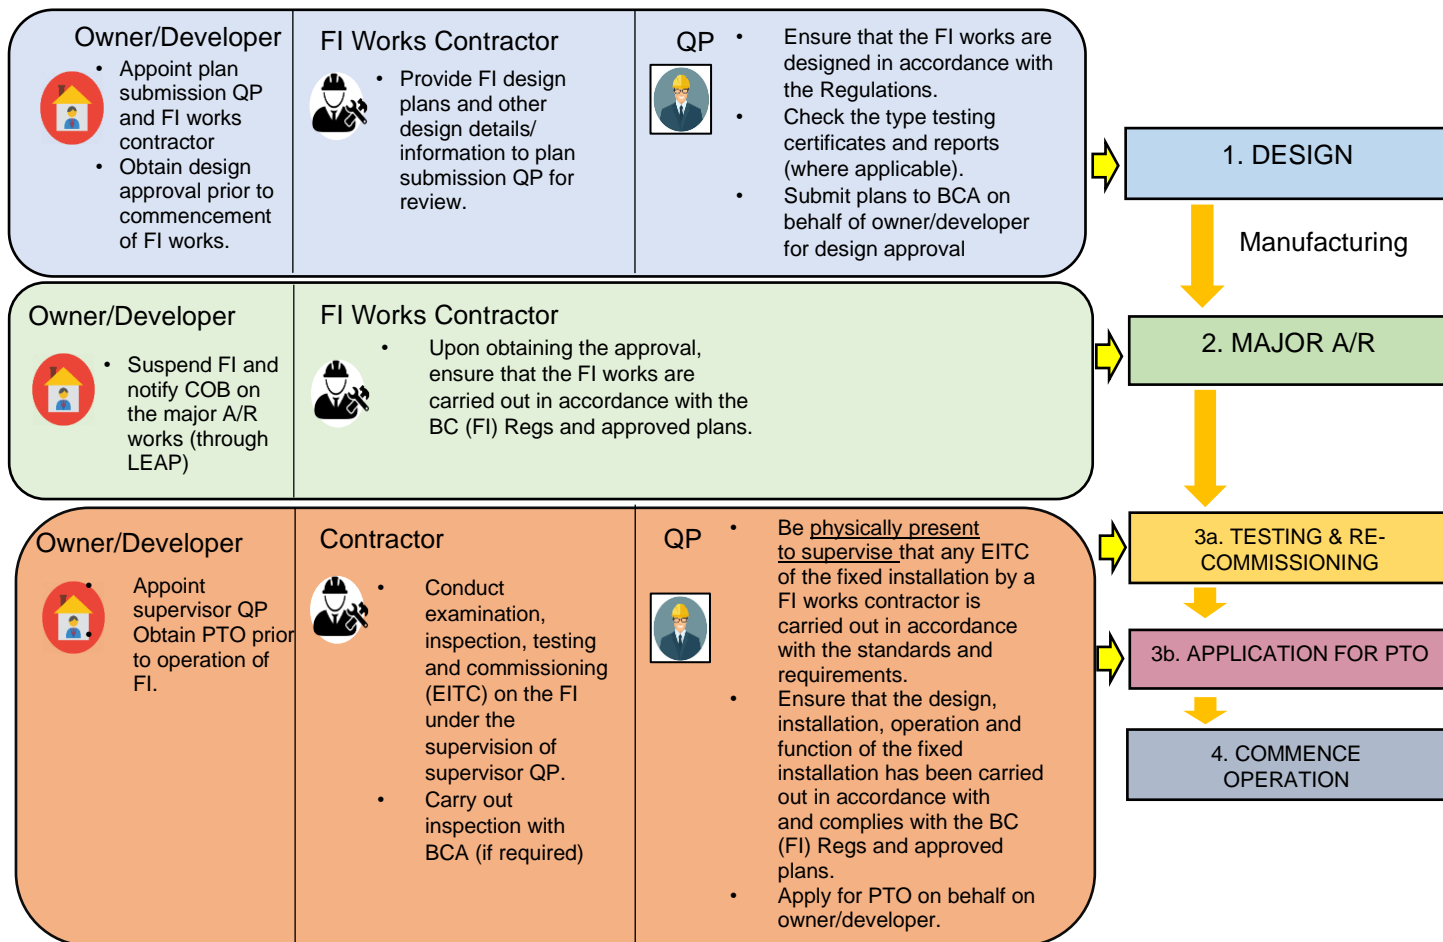 Owner/Developer
• Appoint plan
submission QP
and FI works
contractor
• Obtain design
approval prior to
commencement
of FI works.
FI Works Contractor
• Provide FI design
plans and other
design details/
information to plan
submission QP for
review.
QP
• Ensure that the FI works are
designed in accordance with
the Regulations.
• Check the type testing
certificates and reports
(where applicable).
• Submit plans to BCA on
behalf of owner/developer
for design approval
1. DESIGN
Manufacturing
Owner/Developer
• Suspend FI and
notify COB on
the major A/R
works (through
LEAP)
FI Works Contractor
• Upon obtaining the approval,
ensure that the FI works are
carried out in accordance with the
BC (FI) Regs and approved plans.
2. MAJOR A/R
Owner/Developer
• Appoint
supervisor QP
• Obtain PTO prior
to operation of
FI.
Contractor
• Conduct
examination,
inspection, testing
and commissioning
(EITC) on the FI
under the
supervision of
supervisor QP.
• Carry out
inspection with
BCA (if required)
QP
• Be physically present
to supervise that any EITC
of the fixed installation by a
FI works contractor is
carried out in accordance
with the standards and
requirements.
• Ensure that the design,
installation, operation and
function of the fixed
installation has been carried
out in accordance with
and complies with the BC
(FI) Regs and approved
plans.
• Apply for PTO on behalf on
owner/developer.
3a. TESTING & RE-
COMMISSIONING
3b. APPLICATION FOR PTO
4. COMMENCE
OPERATION